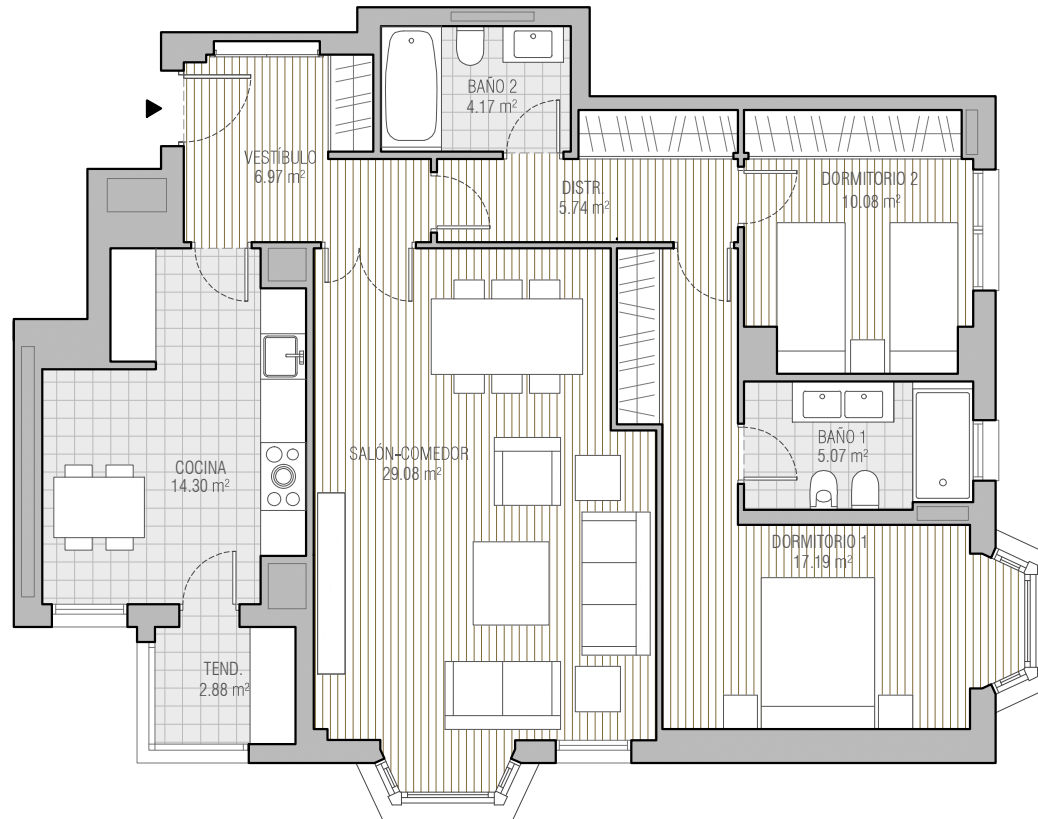 BAÑO 2
4.17 m²
VESTÍBULO
6.97 m²
DISTR.
5.74 m²
DORMITORIO 2
10.08 m²
COCINA
14.30 m²
SALÓN-COMEDOR
29.08 m²
BAÑO 1
5.07 m²
DORMITORIO 1
17.19 m²
TEND.
2.88 m²